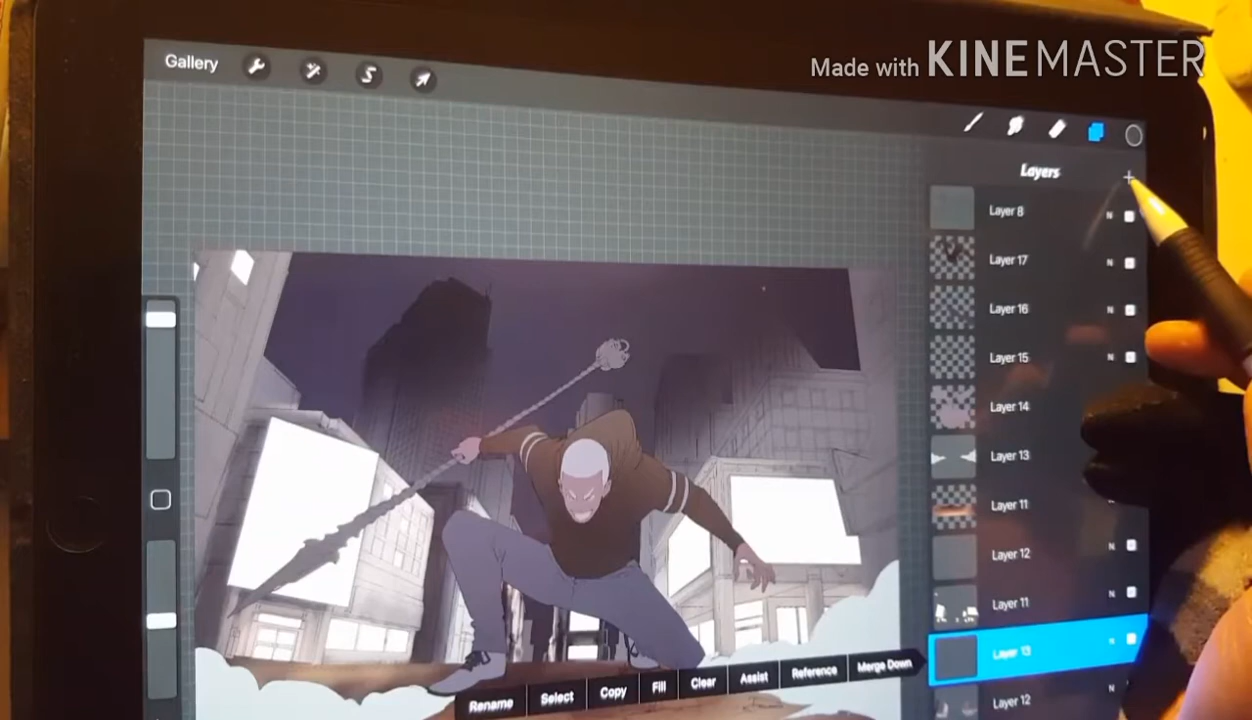 Made with KINEMASTER
Gallery
Layers
Layer 8
N
Layer 17
N
Layer 16
N
Layer 15
N
Layer 14
Layer 13
Layer 11
Layer 12
N
Layer 11
N
Layer 13
N
Rename
Select
Copy
Fill
Clear
Assist
Reference
Merge Down
Layer 12
N